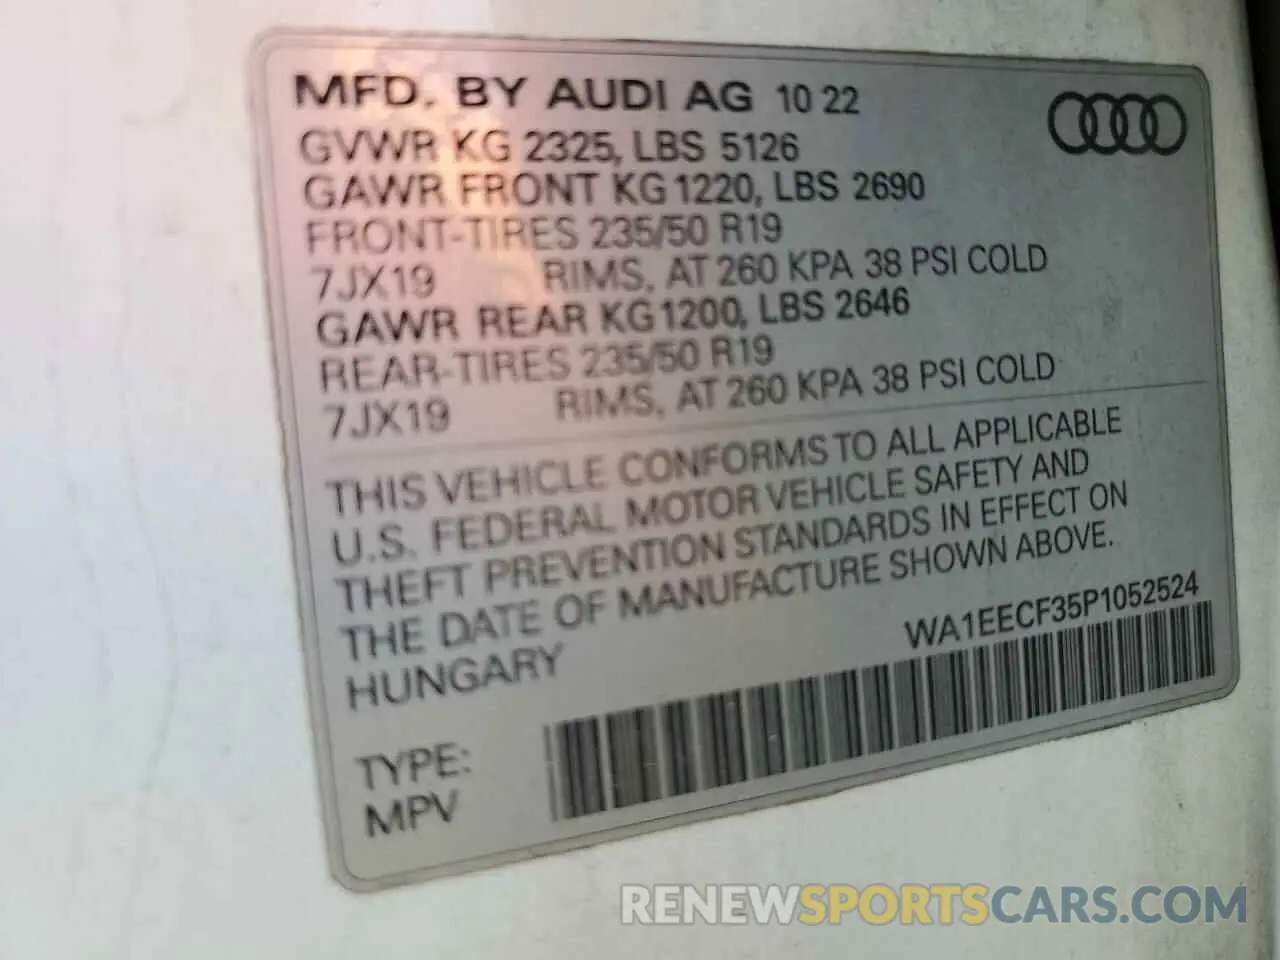 MFD. BY AUDI AG 10 22
GVWR KG 2325, LBS 5126
GAWR FRONT KG 1220, LBS 2690
FRONT-TIRES 235/50 R19
7JX19 RIMS, AT 260 KPA 38 PSI COLD
GAWR REAR KG 1200, LBS 2646
REAR-TIRES 235/50 R19
7JX19 RIMS, AT 260 KPA 38 PSI COLD
THIS VEHICLE CONFORMS TO ALL APPLICABLE
U.S. FEDERAL MOTOR VEHICLE SAFETY AND
THEFT PREVENTION STANDARDS IN EFFECT ON
THE DATE OF MANUFACTURE SHOWN ABOVE.
HUNGARY
WA1EECF35P1052524
TYPE:
MPV
RENEWSPORTSCARS.COM